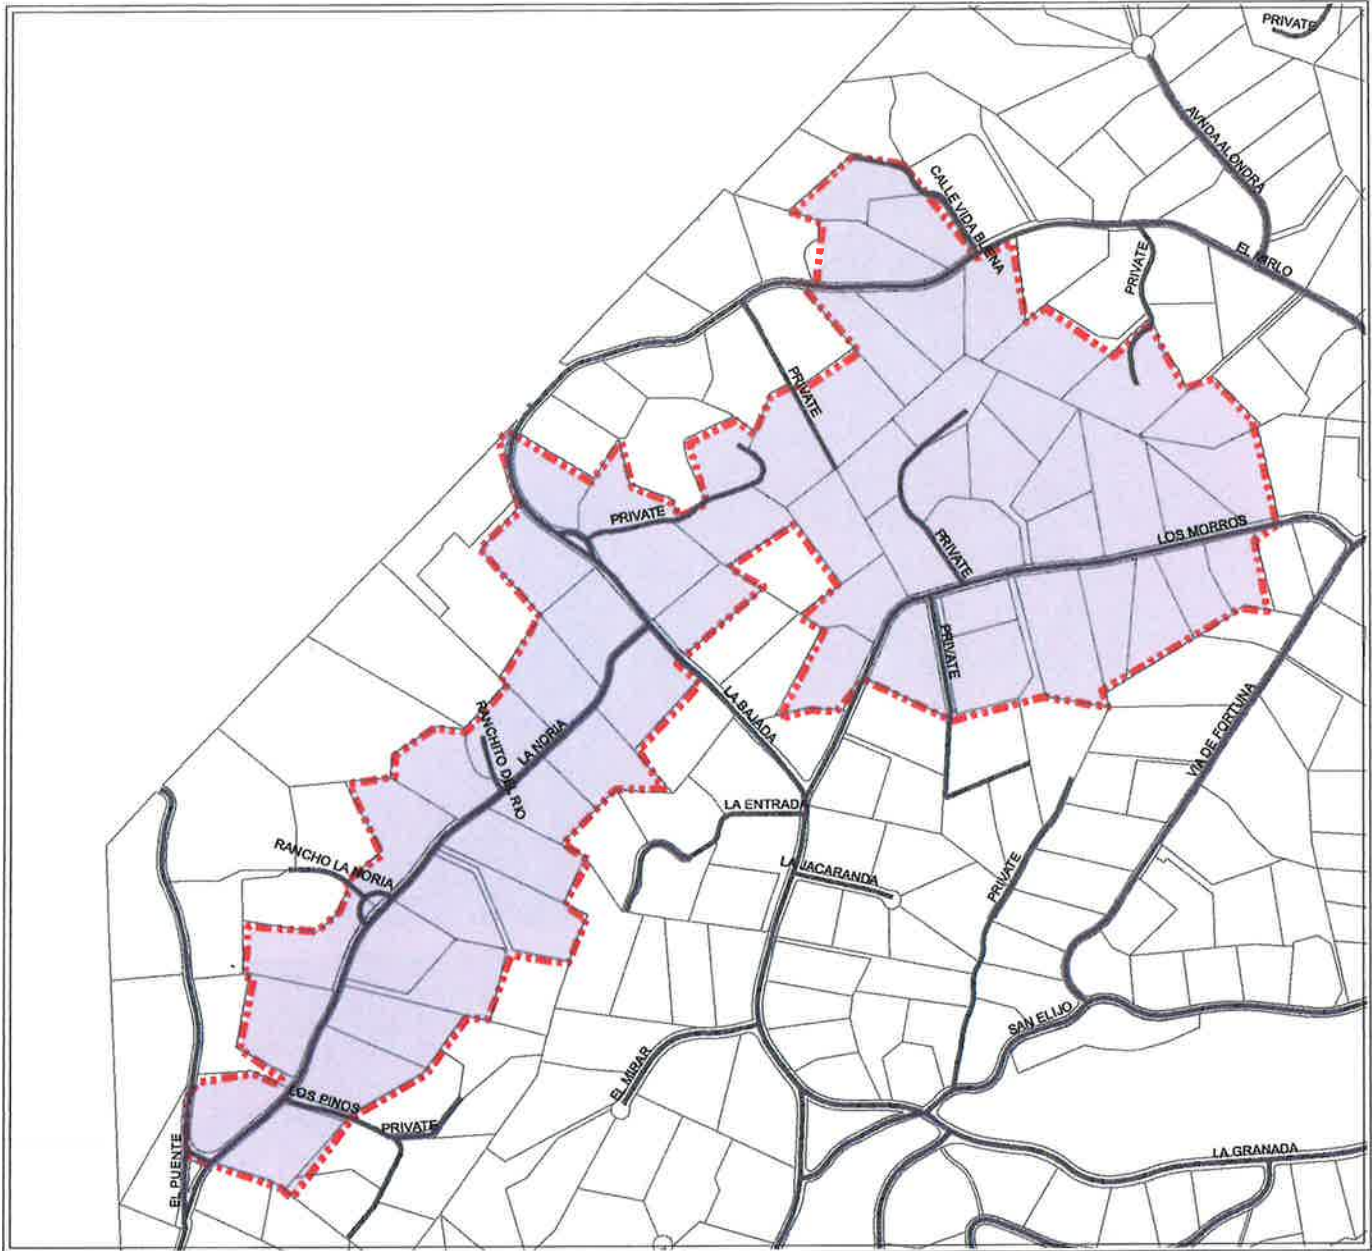 PRIVATE
AVNDA ALONDRA
CALLE VIDA BUENA
EL MIRLO
PRIVATE
PRIVATE
PRIVATE
LOS MORROS
PRIVATE
PRIVATE
LA BAJADA
VIA DE FORTUNA
RANCHITO DEL RIO
LA NORIA
LA ENTRADA
RANCHO LA NORIA
LA JACARANDA
PRIVATE
SAN ELIJO
EL MIRAR
LOS PINOS
PRIVATE
EL PUENTE
LA GRANADA